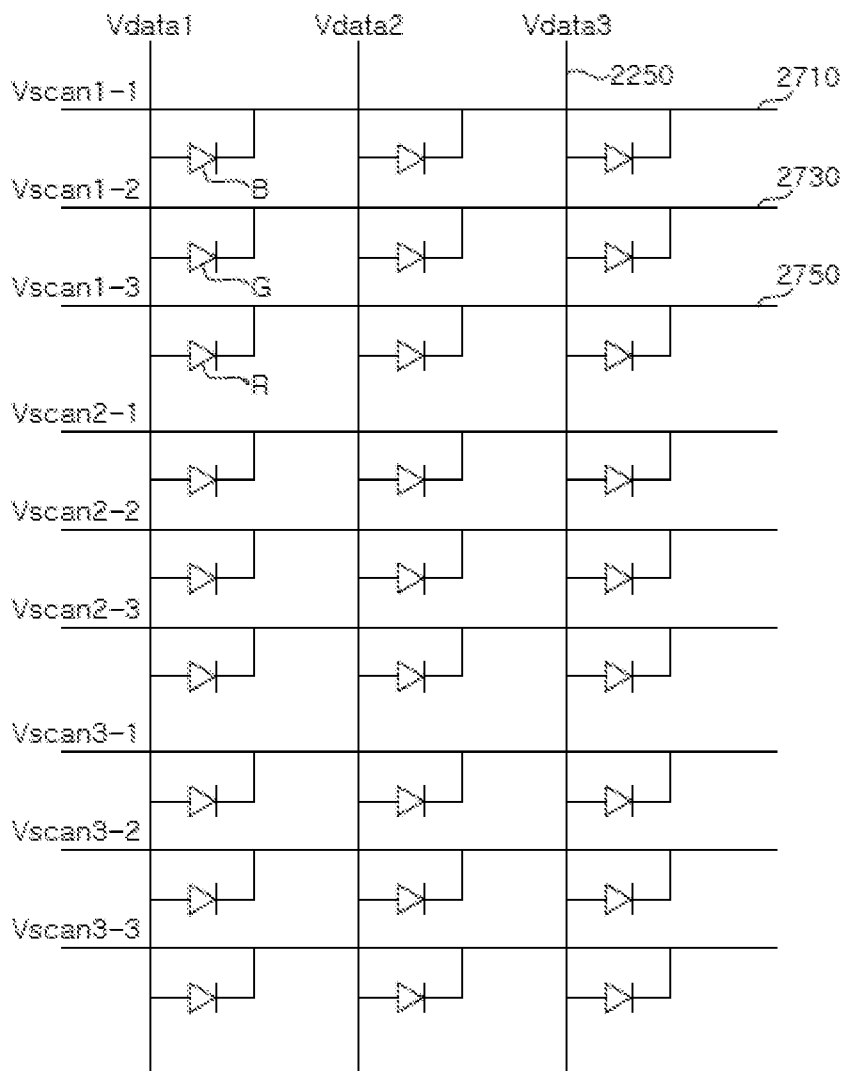 Vdata1 Vdata2 Vdata3
2250
2710
Vscan1-1
B
Vscan1-2
2730
G
Vscan1-3
2750
R
Vscan2-1
Vscan2-2
Vscan2-3
Vscan3-1
Vscan3-2
Vscan3-3